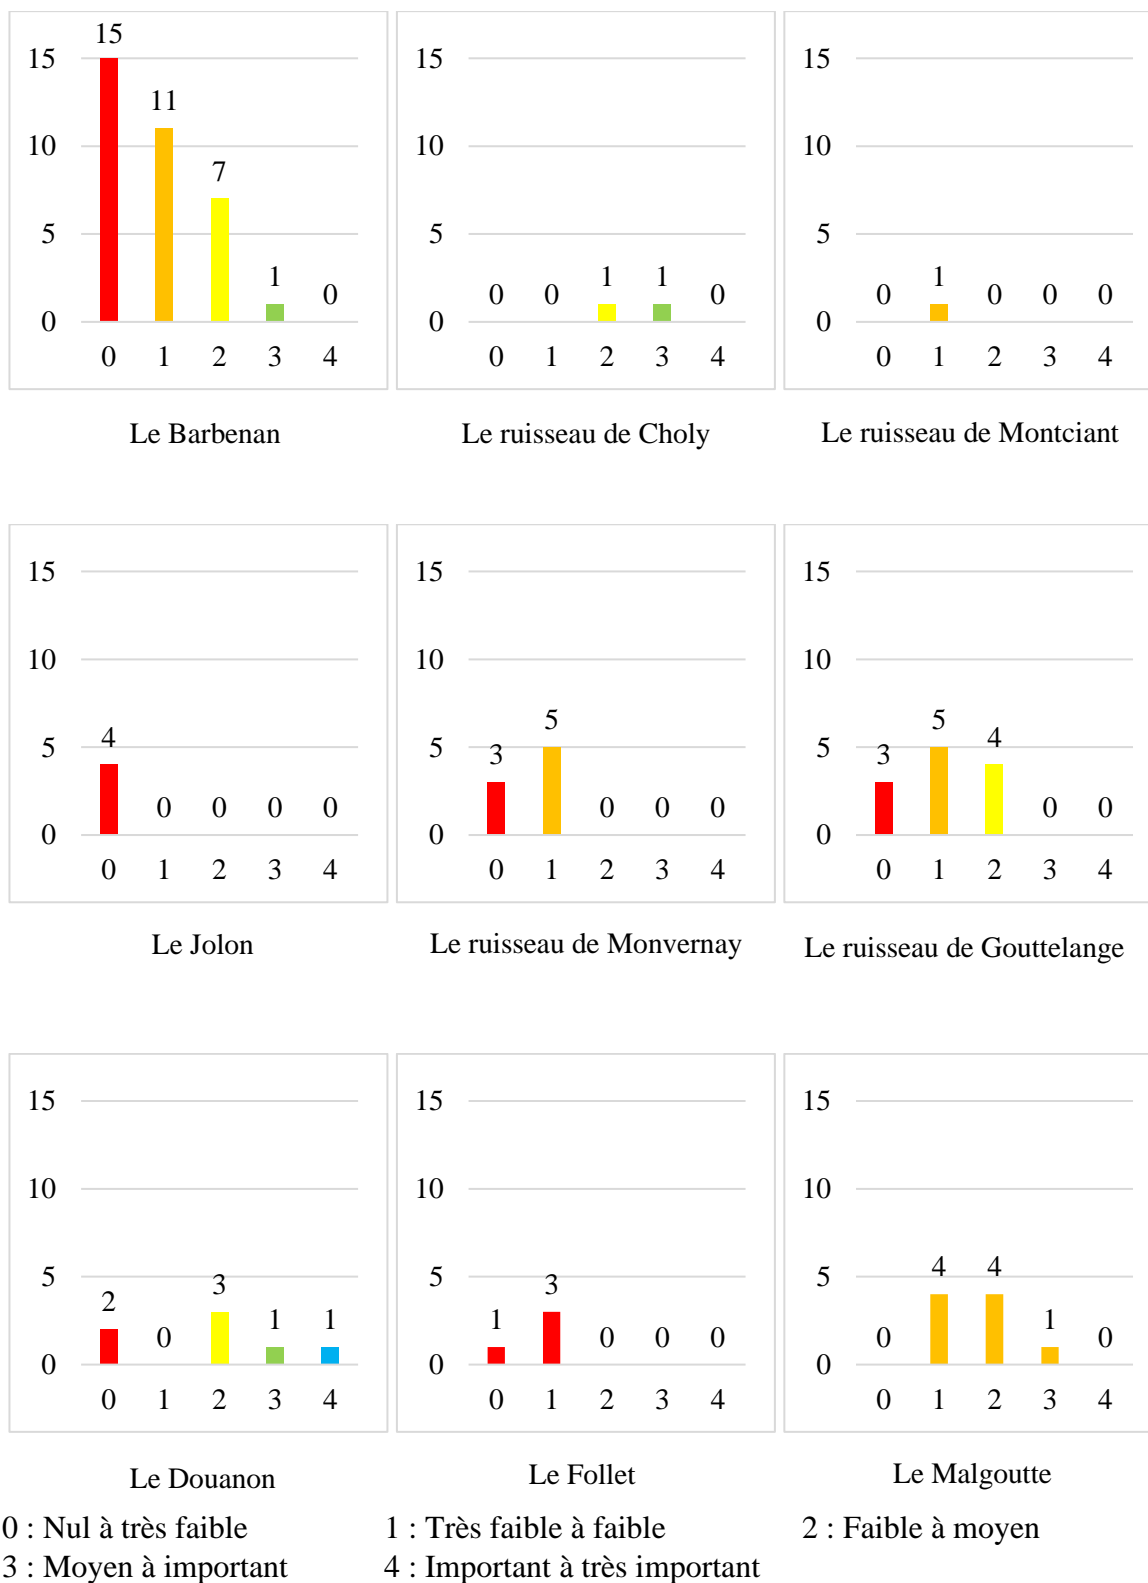 15
15
11
10
7
5
1
0
0
0 1 2 3 4
Le Barbenan
15
10
5
1 1
0 0 0
0
0 1 2 3 4
Le ruisseau de Choly
15
10
5
1
0 0 0 0
0
0 1 2 3 4
Le ruisseau de Montciant
15
10
5
4
0 0 0 0
0
0 1 2 3 4
Le Jolon
15
10
5
5
3
0 0 0
0
0 1 2 3 4
Le ruisseau de Monvernay
15
10
5
5
4
3
0 0
0
0 1 2 3 4
Le ruisseau de Gouttelange
15
10
5
3
2
1 1
0
0
0 1 2 3 4
Le Douanon
15
10
5
3
1
0 0 0
0
0 1 2 3 4
Le Follet
15
10
5
4 4
1
0 0
0
0 1 2 3 4
Le Malgoutte
0 : Nul à très faible 1 : Très faible à faible 2 : Faible à moyen
3 : Moyen à important 4 : Important à très important